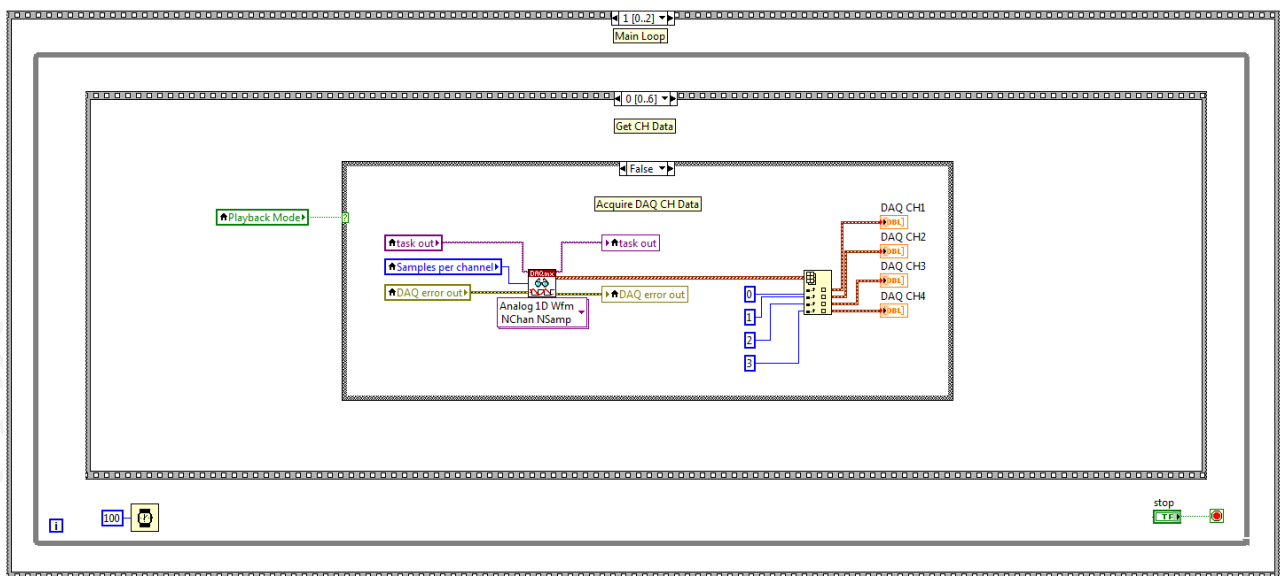 1 [0..2]
Main Loop
0 [0..6]
Get CH Data
False
Playback Mode
?
Acquire DAQ CH Data
DAQ CH1
DBL]
task out
task out
DAQ CH2
DBL]
Samples per channel
DAQmx
DAQ CH3
DBL]
DAQ error out
DAQ error out
0
DAQ CH4
DBL]
Analog 1D Wfm
NChan NSamp
1
2
3
i
100
stop
TF